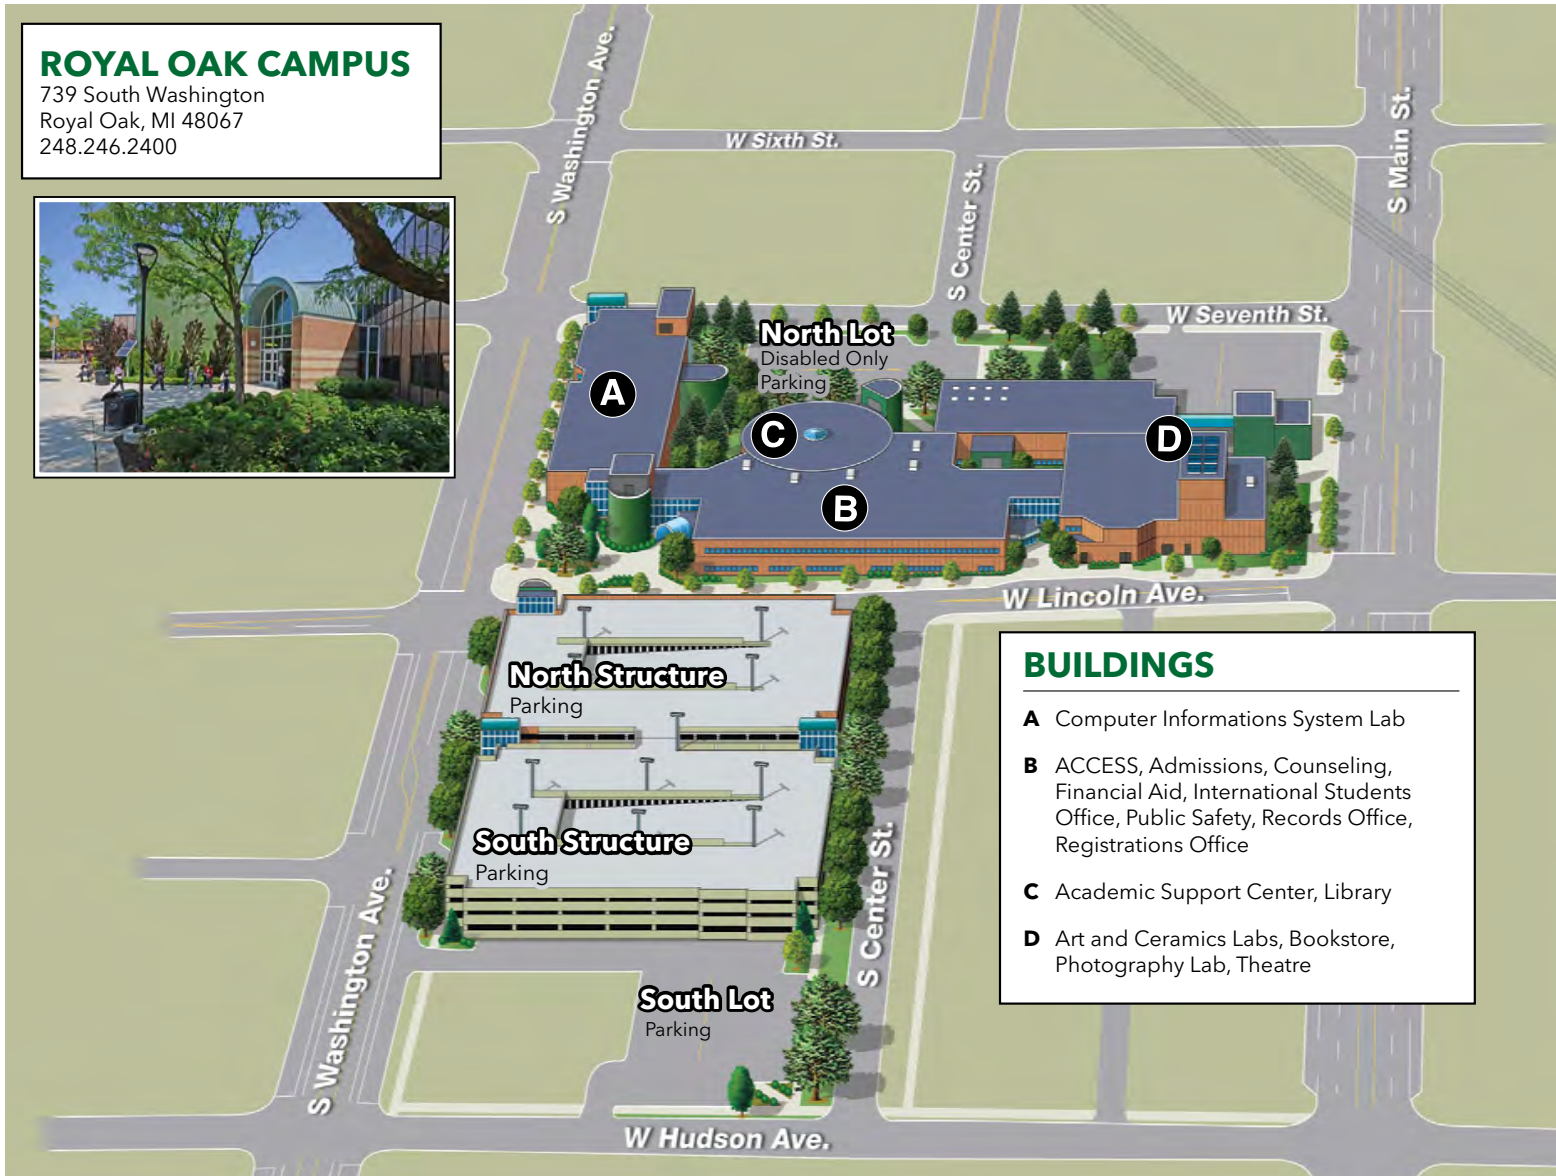 ROYAL OAK CAMPUS
739 South Washington
Royal Oak, MI 48067
248.246.2400
S Washington Ave.
W Sixth St.
S Center St.
S Main St.
W Seventh St.
North Lot
Disabled Only
Parking
A
C
D
B
W Lincoln Ave.
North Structure
Parking
South Structure
Parking
S Center St.
S Washington Ave.
South Lot
Parking
W Hudson Ave.
BUILDINGS
A Computer Informations System Lab
B ACCESS, Admissions, Counseling,
Financial Aid, International Students
Office, Public Safety, Records Office,
Registrations Office
C Academic Support Center, Library
D Art and Ceramics Labs, Bookstore,
Photography Lab, Theatre